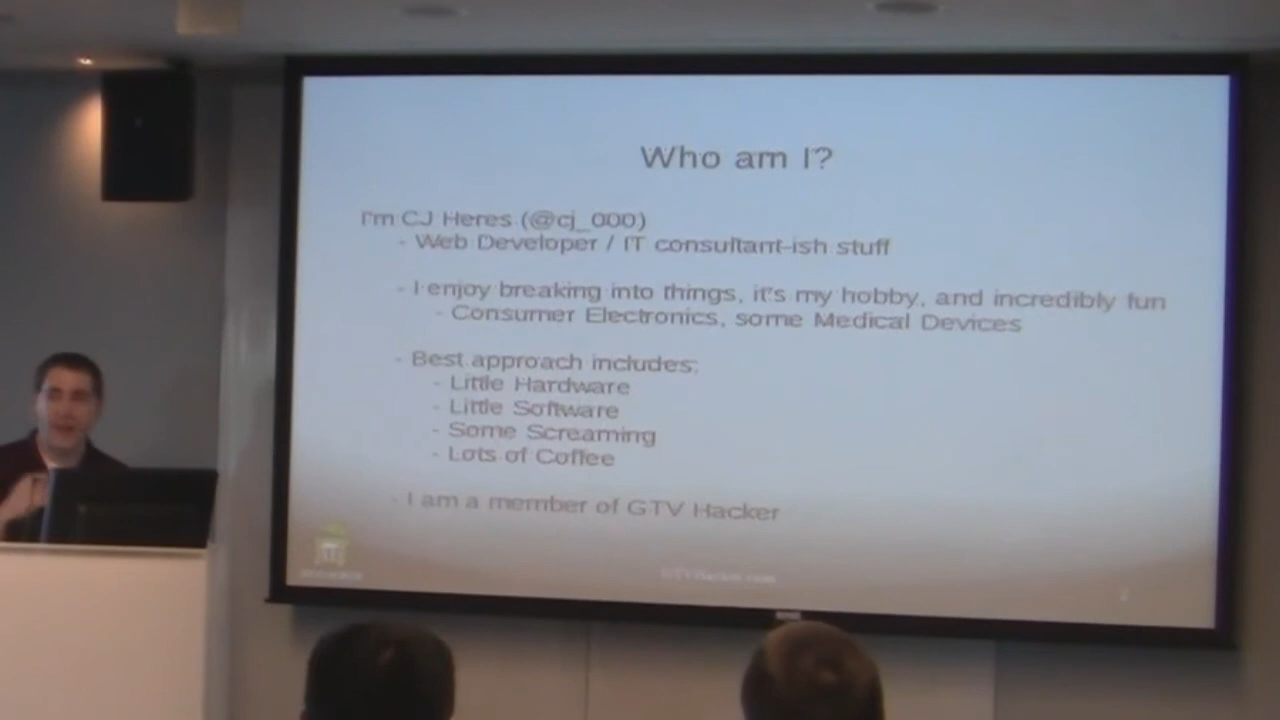 Who am I?
I'm CJ Heres (@cj_000)
- Web Developer / IT consultant-ish stuff
- I enjoy breaking into things, it's my hobby, and incredibly fun
- Consumer Electronics, some Medical Devices
- Best approach includes:
- Little Hardware
- Little Software
- Some Screaming
- Lots of Coffee
- I am a member of GTV Hacker
GTVHacker.com